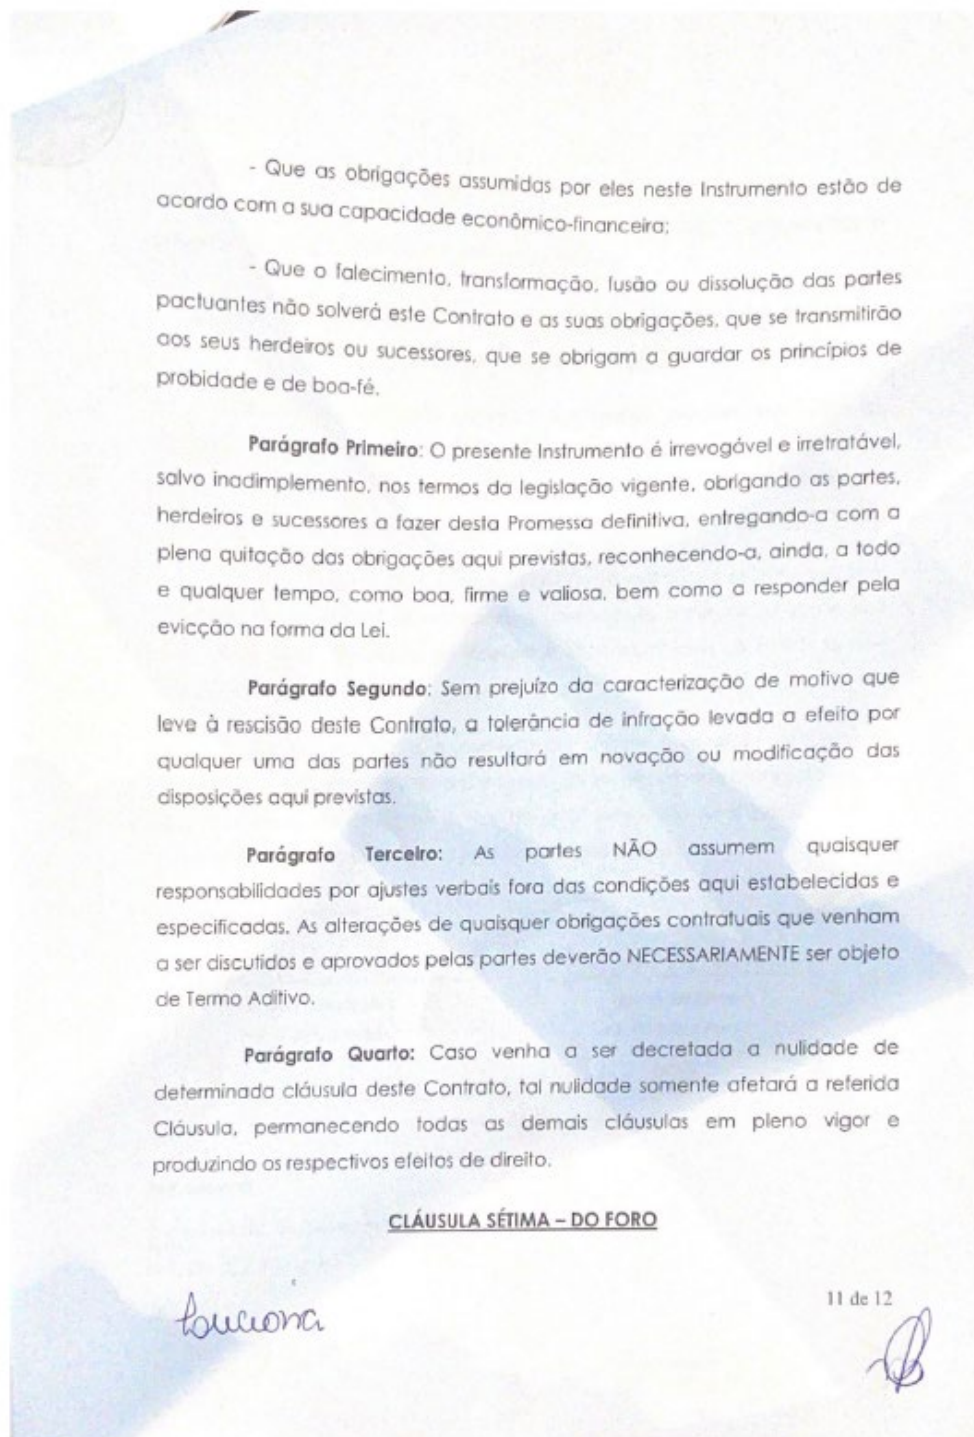 - Que as obrigações assumidas por eles neste Instrumento estão de
acordo com a sua capacidade econômico-financeira;
- Que o falecimento, transformação, fusão ou dissolução das partes
pactuantes não solverá este Contrato e as suas obrigações, que se transmitirão
aos seus herdeiros ou sucessores, que se obrigam a guardar os princípios de
probidade e de boa-fé.
Parágrafo Primeiro: O presente Instrumento é irrevogável e irretratável,
salvo inadimplemento, nos termos da legislação vigente, obrigando as partes,
herdeiros e sucessores a fazer desta Promessa definitiva, entregando-a com a
plena quitação das obrigações aqui previstas, reconhecendo-a, ainda, a todo
e qualquer tempo, como boa, firme e valiosa, bem como a responder pela
evicção na forma da Lei.
Parágrafo Segundo: Sem prejuízo da caracterização de motivo que
leve à rescisão deste Contrato, a tolerância de infração levada a efeito por
qualquer uma das partes não resultará em novação ou modificação das
disposições aqui previstas.
Parágrafo Terceiro: As partes NÃO assumem quaisquer
responsabilidades por ajustes verbais fora das condições aqui estabelecidas e
especificadas. As alterações de quaisquer obrigações contratuais que venham
a ser discutidos e aprovados pelas partes deverão NECESSARIAMENTE ser objeto
de Termo Aditivo.
Parágrafo Quarto: Caso venha a ser decretada a nulidade de
determinada cláusula deste Contrato, tal nulidade somente afetará a referida
Cláusula, permanecendo todas as demais cláusulas em pleno vigor e
produzindo os respectivos efeitos de direito.
CLÁUSULA SÉTIMA – DO FORO
11 de 12